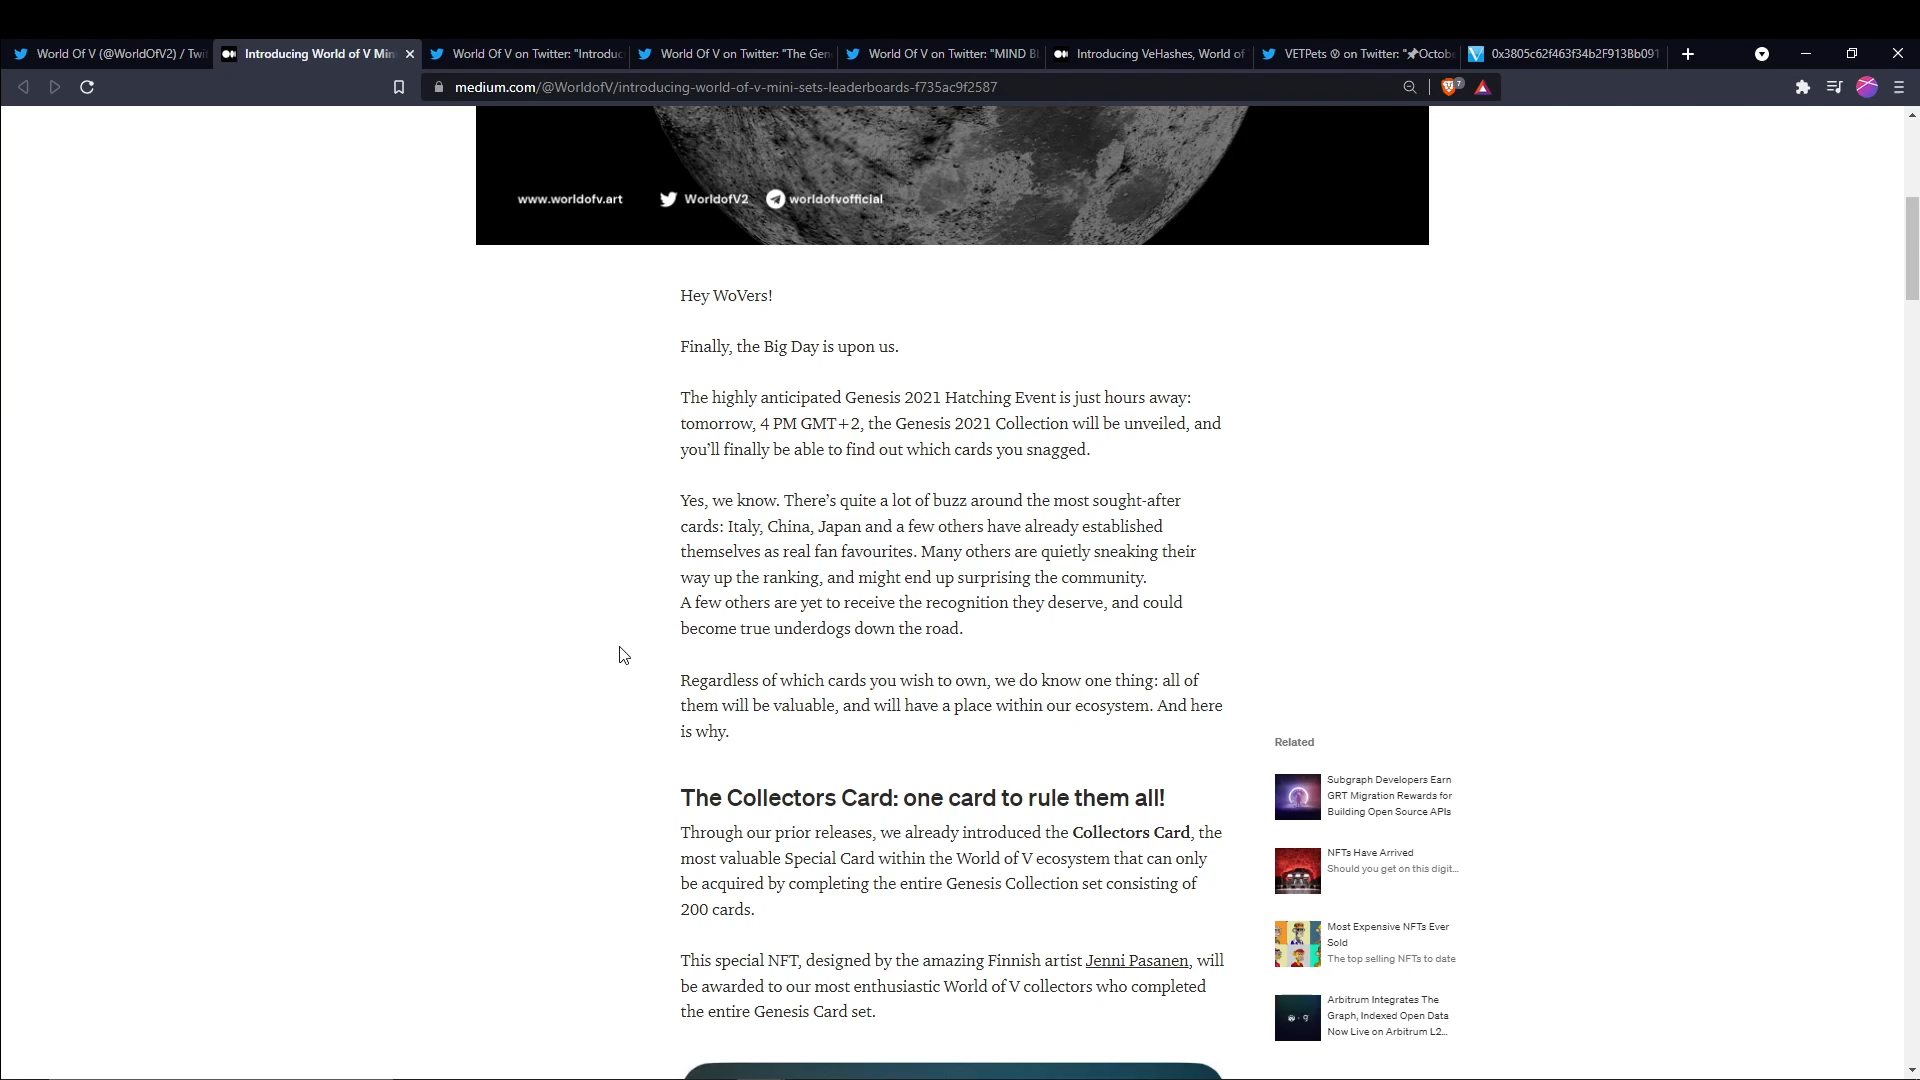 World Of V (@WorldOfV2) / Twi
Introducing World of V Min
World Of V on Twitter: "Introduc
World Of V on Twitter: "The Gen
World Of V on Twitter: "MIND BL
Introducing VeHashes, World of
VETPets Ⓥ on Twitter: "📌Octobe
0x3805c62f463f34b2F913Bb091
medium.com/@WorldofV/introducing-world-of-v-mini-sets-leaderboards-f735ac9f2587
7
www.worldofv.art
WorldofV2
worldofvofficial
Hey WoVers!
Finally, the Big Day is upon us.
The highly anticipated Genesis 2021 Hatching Event is just hours away:
tomorrow, 4 PM GMT+2, the Genesis 2021 Collection will be unveiled, and
you’ll finally be able to find out which cards you snagged.
Yes, we know. There’s quite a lot of buzz around the most sought-after
cards: Italy, China, Japan and a few others have already established
themselves as real fan favourites. Many others are quietly sneaking their
way up the ranking, and might end up surprising the community.
A few others are yet to receive the recognition they deserve, and could
become true underdogs down the road.
Regardless of which cards you wish to own, we do know one thing: all of
them will be valuable, and will have a place within our ecosystem. And here
is why.
The Collectors Card: one card to rule them all!
Through our prior releases, we already introduced the Collectors Card, the
most valuable Special Card within the World of V ecosystem that can only
be acquired by completing the entire Genesis Collection set consisting of
200 cards.
This special NFT, designed by the amazing Finnish artist Jenni Pasanen, will
be awarded to our most enthusiastic World of V collectors who completed
the entire Genesis Card set.
Related
Subgraph Developers Earn
GRT Migration Rewards for
Building Open Source APIs
NFTs Have Arrived
Should you get on this digit...
Most Expensive NFTs Ever
Sold
The top selling NFTs to date
Arbitrum Integrates The
Graph, Indexed Open Data
Now Live on Arbitrum L2...